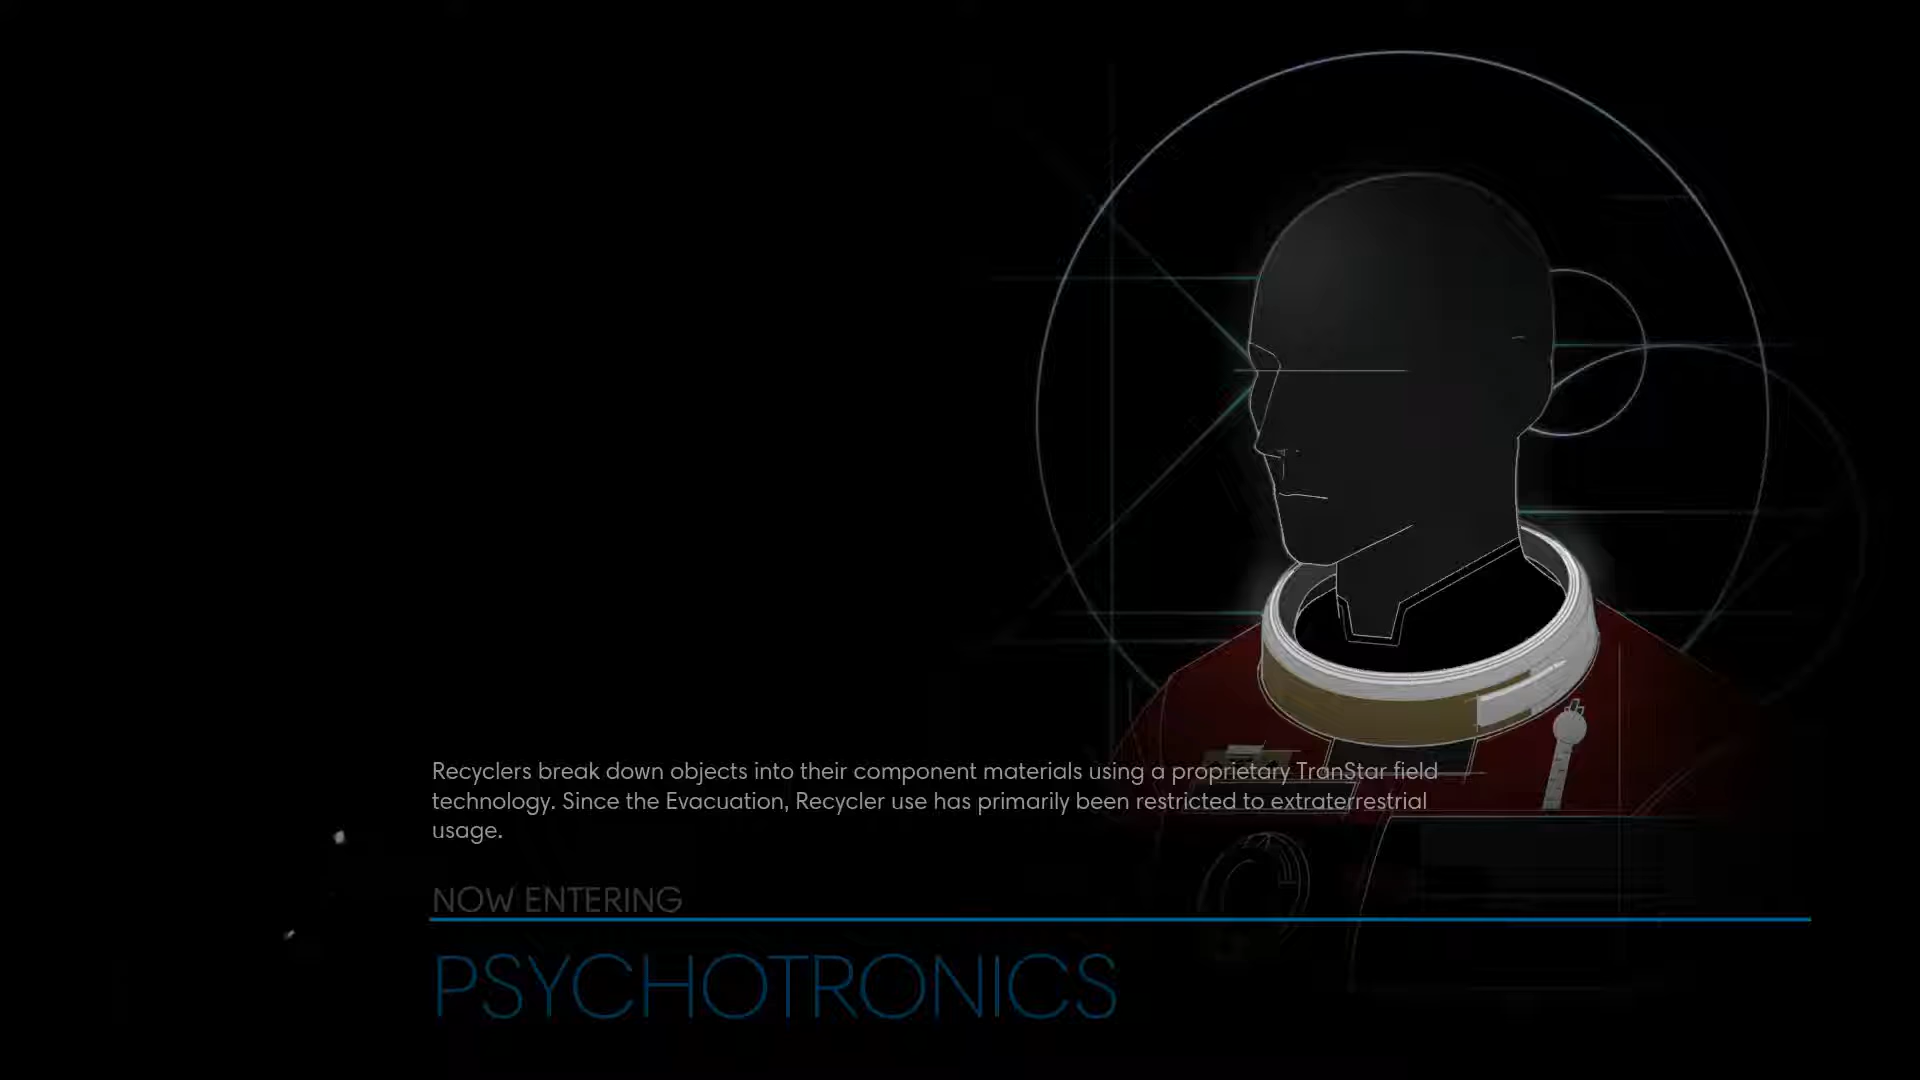 Recyclers break down objects into their component materials using a proprietary TranStar field
technology. Since the Evacuation, Recycler use has primarily been restricted to extraterrestrial
usage.
NOW ENTERING
PSYCHOTRONICS